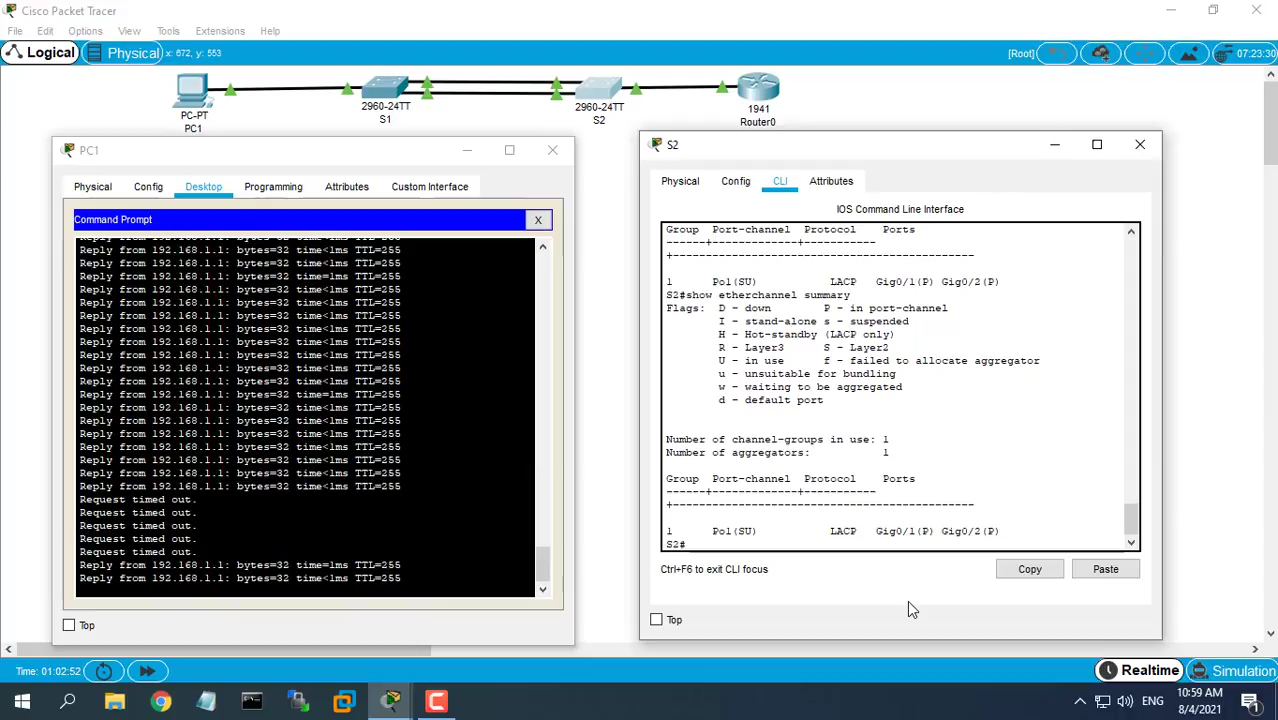 Cisco Packet Tracer
File Edit Options View Tools Extensions Help
Logical Physical x: 672, y: 553 [Root] 07:23:30
PC-PT
PC1
2960-24TT
S1
2960-24TT
S2
1941
Router0
PC1
Physical Config Desktop Programming Attributes Custom Interface
Command Prompt X
Reply from 192.168.1.1: bytes=32 time<1ms TTL=255
Reply from 192.168.1.1: bytes=32 time<1ms TTL=255
Reply from 192.168.1.1: bytes=32 time<1ms TTL=255
Reply from 192.168.1.1: bytes=32 time=1ms TTL=255
Reply from 192.168.1.1: bytes=32 time<1ms TTL=255
Reply from 192.168.1.1: bytes=32 time<1ms TTL=255
Reply from 192.168.1.1: bytes=32 time<1ms TTL=255
Reply from 192.168.1.1: bytes=32 time<1ms TTL=255
Reply from 192.168.1.1: bytes=32 time<1ms TTL=255
Reply from 192.168.1.1: bytes=32 time<1ms TTL=255
Reply from 192.168.1.1: bytes=32 time<1ms TTL=255
Reply from 192.168.1.1: bytes=32 time<1ms TTL=255
Reply from 192.168.1.1: bytes=32 time=1ms TTL=255
Reply from 192.168.1.1: bytes=32 time<1ms TTL=255
Reply from 192.168.1.1: bytes=32 time<1ms TTL=255
Reply from 192.168.1.1: bytes=32 time<1ms TTL=255
Reply from 192.168.1.1: bytes=32 time<1ms TTL=255
Reply from 192.168.1.1: bytes=32 time<1ms TTL=255
Reply from 192.168.1.1: bytes=32 time<1ms TTL=255
Reply from 192.168.1.1: bytes=32 time<1ms TTL=255
Request timed out.
Request timed out.
Request timed out.
Request timed out.
Request timed out.
Reply from 192.168.1.1: bytes=32 time=1ms TTL=255
Reply from 192.168.1.1: bytes=32 time<1ms TTL=255
Top
S2
Physical Config CLI Attributes
IOS Command Line Interface
Group  Port-channel  Protocol    Ports
------+-------------+-----------
+----------------------------------------------
1      Po1(SU)           LACP   Gig0/1(P) Gig0/2(P)
S2#show etherchannel summary
Flags:  D - down        P - in port-channel
I - stand-alone s - suspended
H - Hot-standby (LACP only)
R - Layer3      S - Layer2
U - in use      f - failed to allocate aggregator
u - unsuitable for bundling
w - waiting to be aggregated
d - default port
Number of channel-groups in use: 1
Number of aggregators:           1
Group  Port-channel  Protocol    Ports
------+-------------+-----------
+----------------------------------------------
1      Po1(SU)           LACP   Gig0/1(P) Gig0/2(P)
S2#
Ctrl+F6 to exit CLI focus Copy Paste
Top
Time: 01:02:52 Realtime Simulation
ENG 10:59 AM
8/4/2021 1